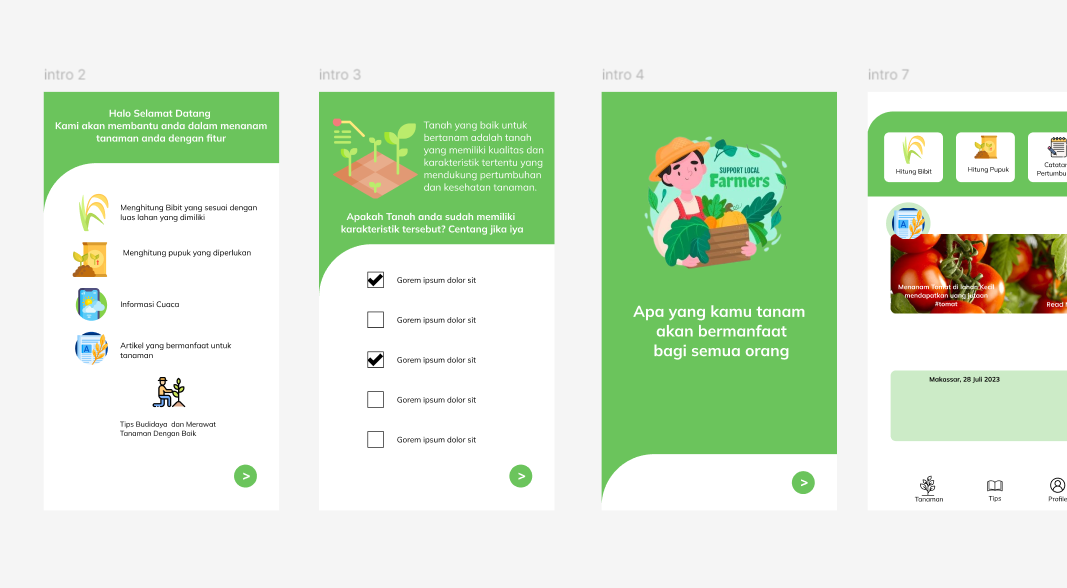 intro 2
Halo Selamat Datang
Kami akan membantu anda dalam menanam
tanaman anda dengan fitur
Menghitung Bibit yang sesuai dengan
luas lahan yang dimiliki
Menghitung pupuk yang diperlukan
Informasi Cuaca
A
Artikel yang bermanfaat untuk
tanaman
Tips Budidaya dan Merawat
Tanaman Dengan Baik
>
intro 3
Tanah yang baik untuk
bertanam adalah tanah
yang memiliki kualitas dan
karakteristik tertentu yang
mendukung pertumbuhan
dan kesehatan tanaman.
Apakah Tanah anda sudah memiliki
karakteristik tersebut? Centang jika iya
Gorem ipsum dolor sit
Gorem ipsum dolor sit
Gorem ipsum dolor sit
Gorem ipsum dolor sit
Gorem ipsum dolor sit
>
intro 4
SUPPORT LOCAL
Farmers
Apa yang kamu tanam
akan bermanfaat
bagi semua orang
>
intro 7
Hitung Bibit
Hitung Pupuk
Catatan
Pertumbu
A
Menanam Tomat di lahan Kecil
mendapatkan yang jutaan
#tomat
Read
Makassar, 28 Juli 2023
Tanaman
Tips
Profile